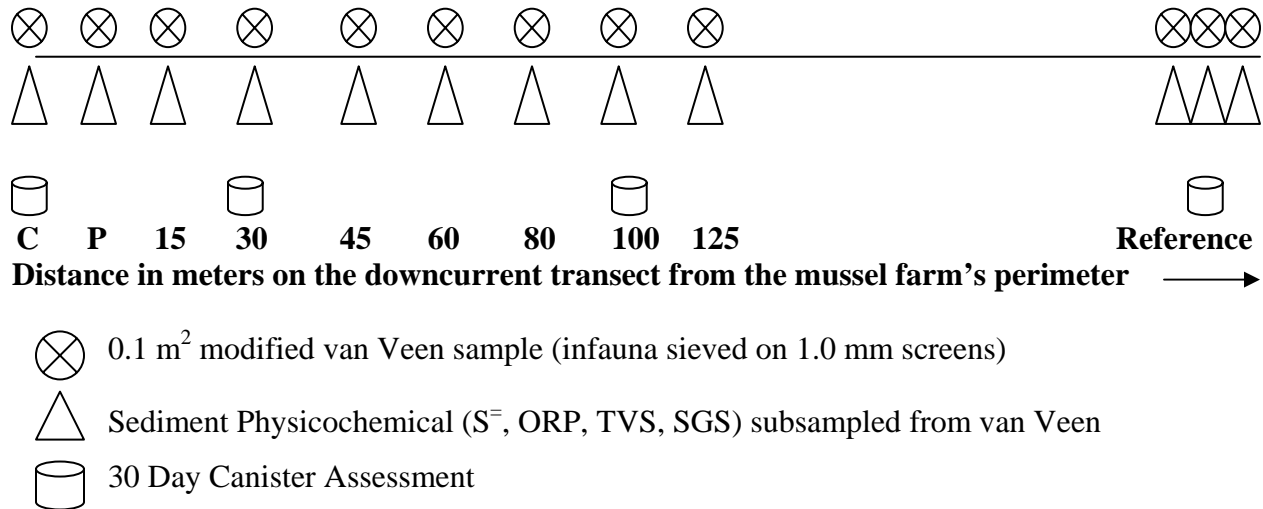 C P 15 30 45 60 80 100 125 Reference
Distance in meters on the downcurrent transect from the mussel farm’s perimeter
0.1 m² modified van Veen sample (infauna sieved on 1.0 mm screens)
Sediment Physicochemical (S⁼, ORP, TVS, SGS) subsampled from van Veen
30 Day Canister Assessment